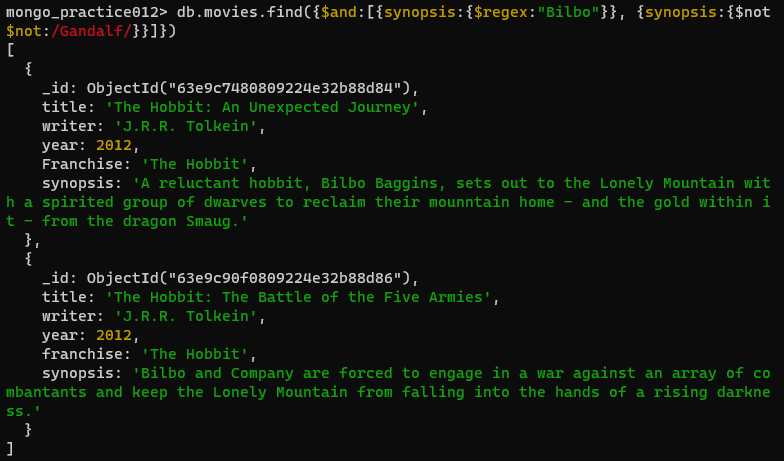 mongo_practice012> db.movies.find({$and:[{synopsis:{$regex:"Bilbo"}}, {synopsis:{$not
$not:/Gandalf/}}]})
[
  {
    _id: ObjectId("63e9c7480809224e32b88d84"),
    title: 'The Hobbit: An Unexpected Journey',
    writer: 'J.R.R. Tolkein',
    year: 2012,
    Franchise: 'The Hobbit',
    synopsis: 'A reluctant hobbit, Bilbo Baggins, sets out to the Lonely Mountain wit
h a spirited group of dwarves to reclaim their mounntain home - and the gold within i
t - from the dragon Smaug.'
  },
  {
    _id: ObjectId("63e9c90f0809224e32b88d86"),
    title: 'The Hobbit: The Battle of the Five Armies',
    writer: 'J.R.R. Tolkein',
    year: 2012,
    franchise: 'The Hobbit',
    synopsis: 'Bilbo and Company are forced to engage in a war against an array of co
mbantants and keep the Lonely Mountain from falling into the hands of a rising darkne
ss.'
  }
]